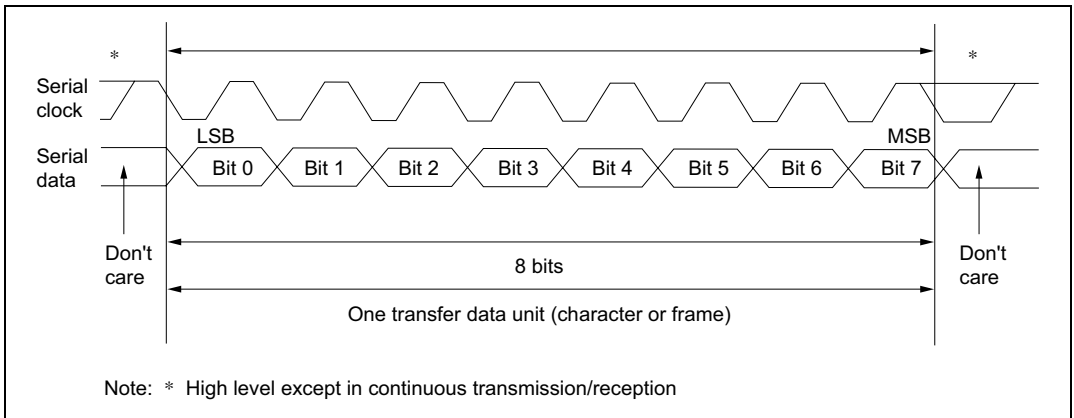 *
*
Serial
clock
LSB
MSB
Serial
data
Bit 0
Bit 1
Bit 2
Bit 3
Bit 4
Bit 5
Bit 6
Bit 7
Don't
care
8 bits
Don't
care
One transfer data unit (character or frame)
Note: * High level except in continuous transmission/reception